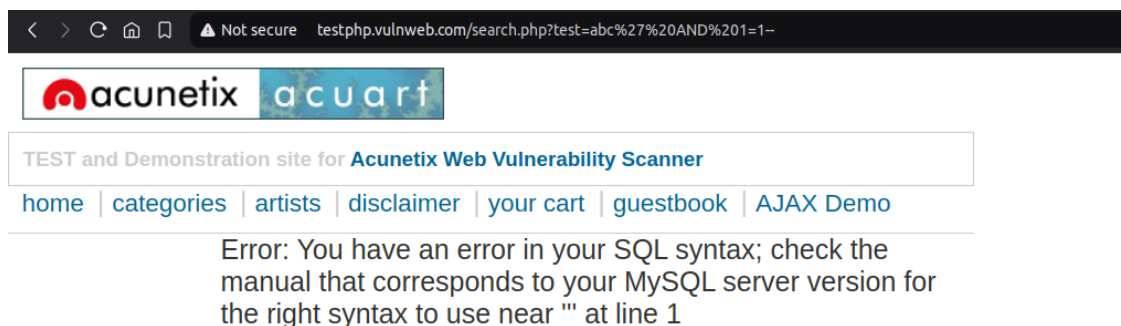 Not secure testphp.vulnweb.com/search.php?test=abc%27%20AND%201=1--
acunetix acuart
TEST and Demonstration site for Acunetix Web Vulnerability Scanner
home | categories | artists | disclaimer | your cart | guestbook | AJAX Demo
Error: You have an error in your SQL syntax; check the
manual that corresponds to your MySQL server version for
the right syntax to use near ''' at line 1